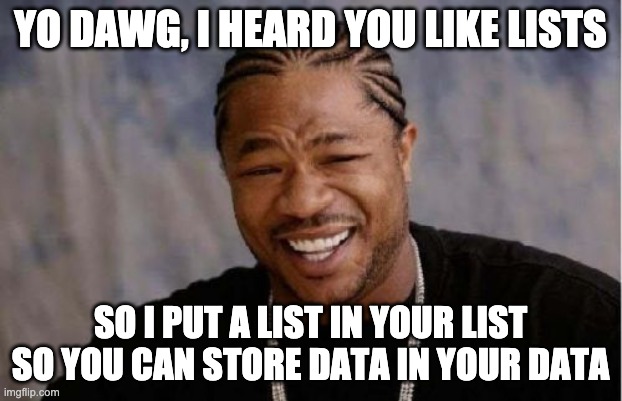 YO DAWG, I HEARD YOU LIKE LISTS
SO I PUT A LIST IN YOUR LIST
SO YOU CAN STORE DATA IN YOUR DATA
imgflip.com